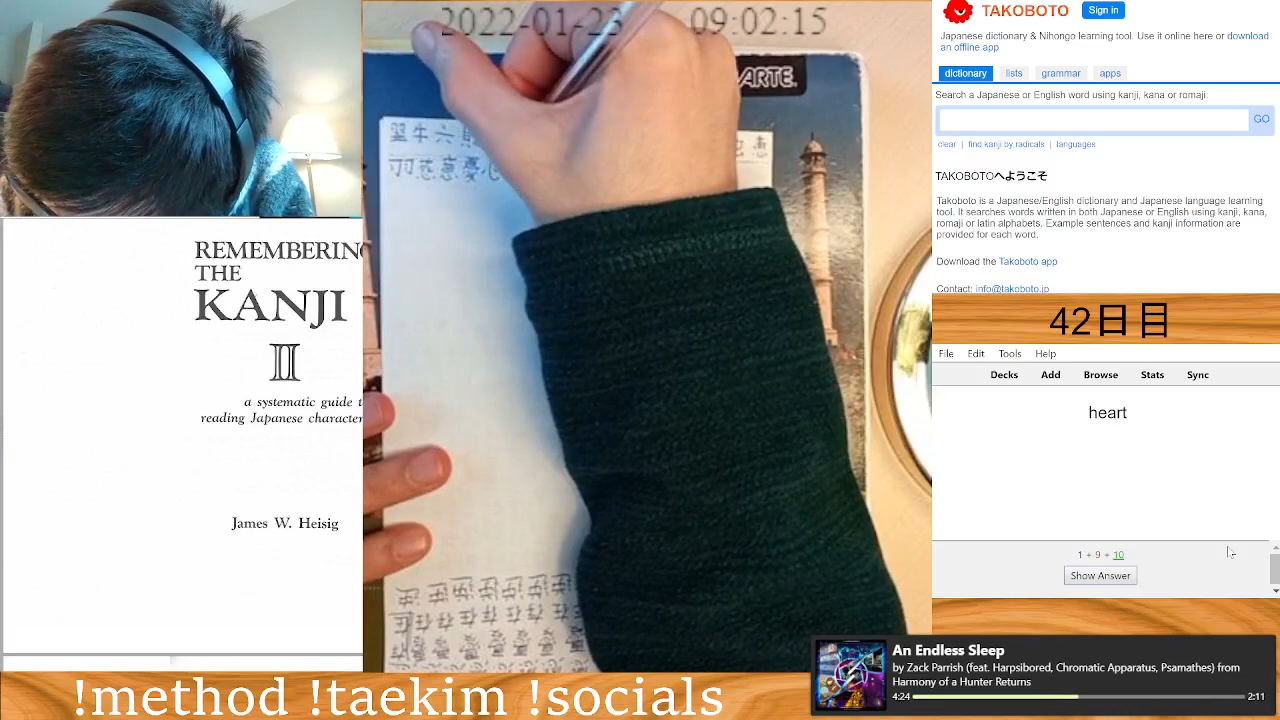 2022-01-23 09:02:15
ARTE.
REMEMBERING
THE
KANJI
II
a systematic guide t
reading Japanese character
James W. Heisig
TAKOBOTO
Sign in
Japanese dictionary & Nihongo learning tool. Use it online here or download
an offline app
dictionary lists grammar apps
Search a Japanese or English word using kanji, kana or romaji:
GO
clear | find kanji by radicals | languages
TAKOBOTOへようこそ
Takoboto is a Japanese/English dictionary and Japanese language learning
tool. It searches words written in both Japanese or English using kanji, kana,
romaji or latin alphabets. Example sentences and kanji information are
provided for each word.
Download the Takoboto app
Contact: info@takoboto.jp
42日目
File Edit Tools Help
Decks Add Browse Stats Sync
heart
1 + 9 + 10
Show Answer
An Endless Sleep
by Zack Parrish (feat. Harpsibored, Chromatic Apparatus, Psamathes) from
Harmony of a Hunter Returns
4:24 2:11
!method !taekim !socials